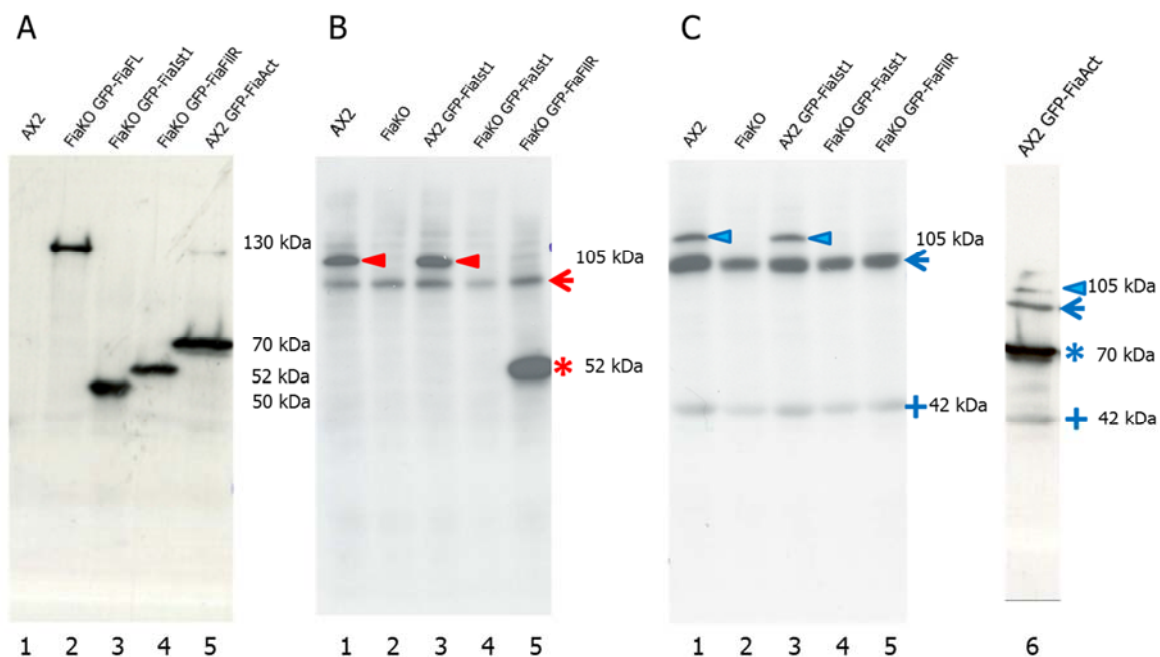 A
AX2
FiaKO GFP-FiaFL
FiaKO GFP-FiaIst1
FiaKO GFP-FiaFilR
AX2 GFP-FiaAct
130 kDa
70 kDa
52 kDa
50 kDa
1 2 3 4 5
B
AX2
FiaKO
AX2 GFP-FiaIst1
FiaKO GFP-FiaIst1
FiaKO GFP-FiaFilR
105 kDa
* 52 kDa
1 2 3 4 5
C
AX2
FiaKO
AX2 GFP-FiaIst1
FiaKO GFP-FiaIst1
FiaKO GFP-FiaFilR
105 kDa
+ 42 kDa
1 2 3 4 5
AX2 GFP-FiaAct
105 kDa
* 70 kDa
+ 42 kDa
6